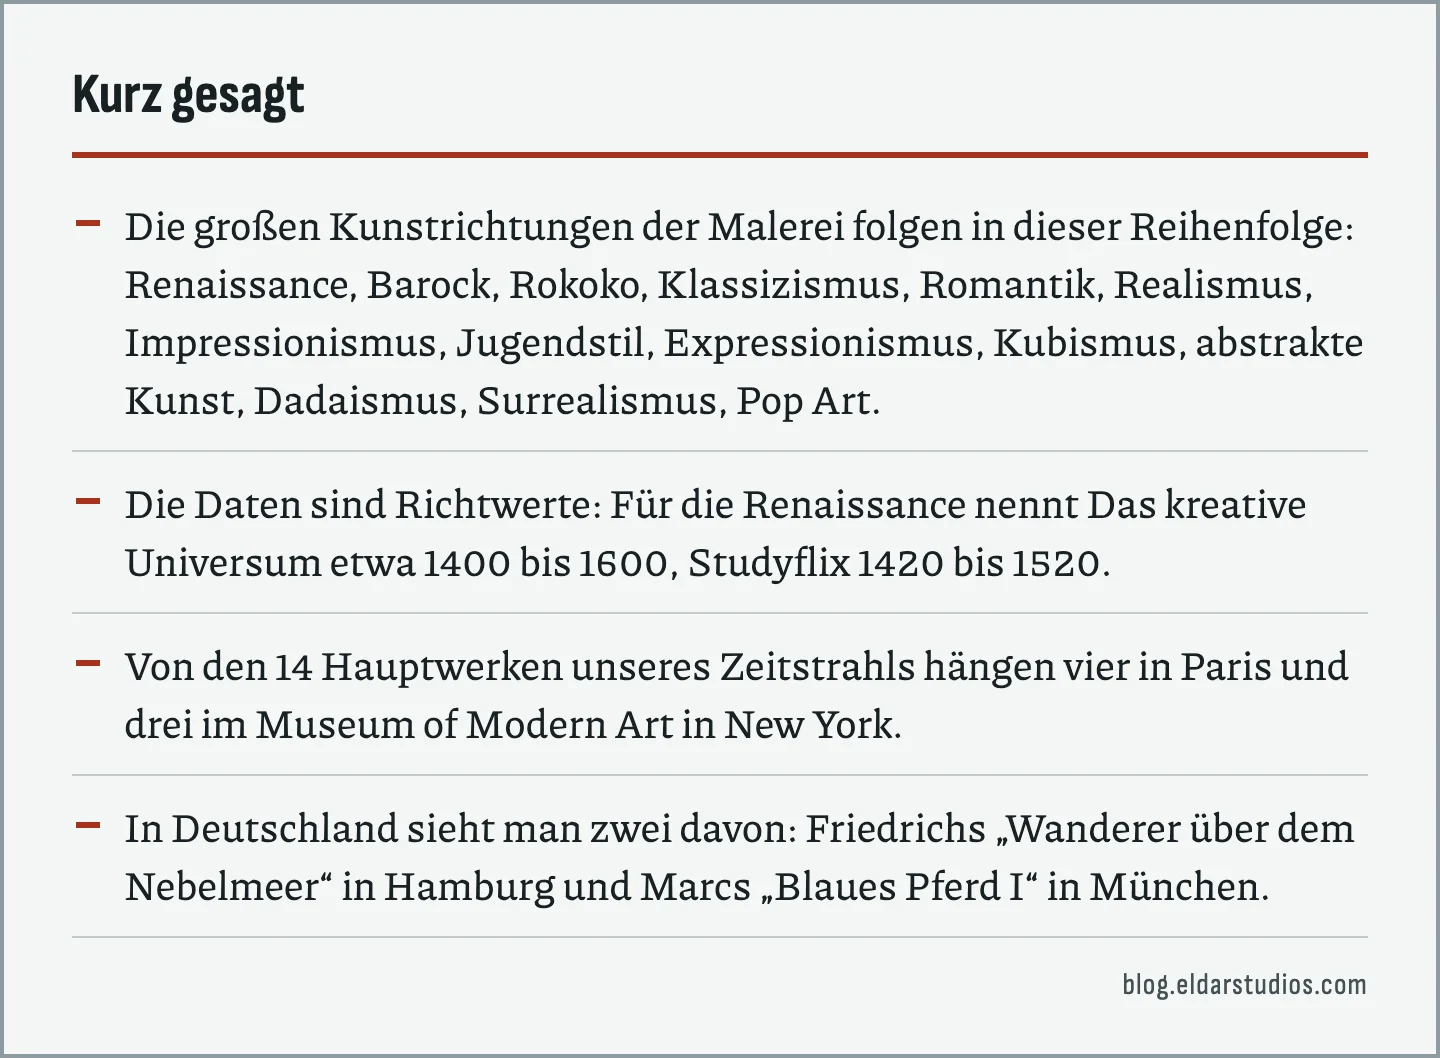 Kurz gesagt
– Die großen Kunstrichtungen der Malerei folgen in dieser Reihenfolge:
Renaissance, Barock, Rokoko, Klassizismus, Romantik, Realismus,
Impressionismus, Jugendstil, Expressionismus, Kubismus, abstrakte
Kunst, Dadaismus, Surrealismus, Pop Art.
– Die Daten sind Richtwerte: Für die Renaissance nennt Das kreative
Universum etwa 1400 bis 1600, Studyflix 1420 bis 1520.
– Von den 14 Hauptwerken unseres Zeitstrahls hängen vier in Paris und
drei im Museum of Modern Art in New York.
– In Deutschland sieht man zwei davon: Friedrichs „Wanderer über dem
Nebelmeer“ in Hamburg und Marcs „Blaues Pferd I“ in München.
blog.eldarstudios.com